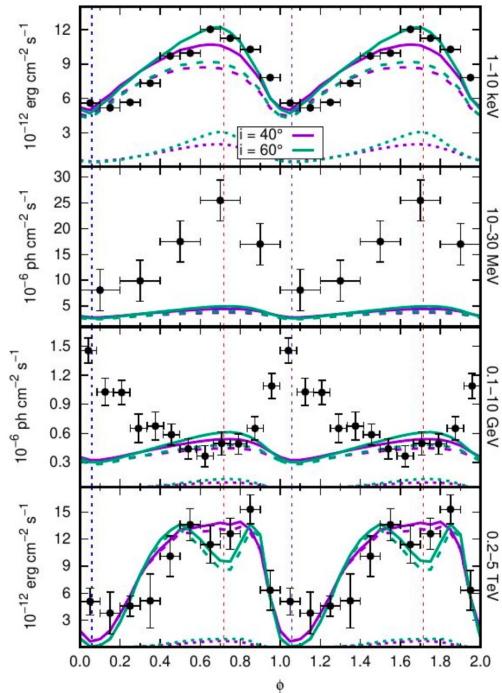 12
9
6
3
10⁻¹² erg cm⁻² s⁻¹
1−10 keV
i = 40°
i = 60°
30
25
20
15
10
5
10⁻⁶ ph cm⁻² s⁻¹
10−30 MeV
1.5
1.2
0.9
0.6
0.3
10⁻⁶ ph cm⁻² s⁻¹
0.1−10 GeV
15
12
9
6
3
10⁻¹² erg cm⁻² s⁻¹
0.2−5 TeV
0.0 0.2 0.4 0.6 0.8 1.0 1.2 1.4 1.6 1.8 2.0
ϕ